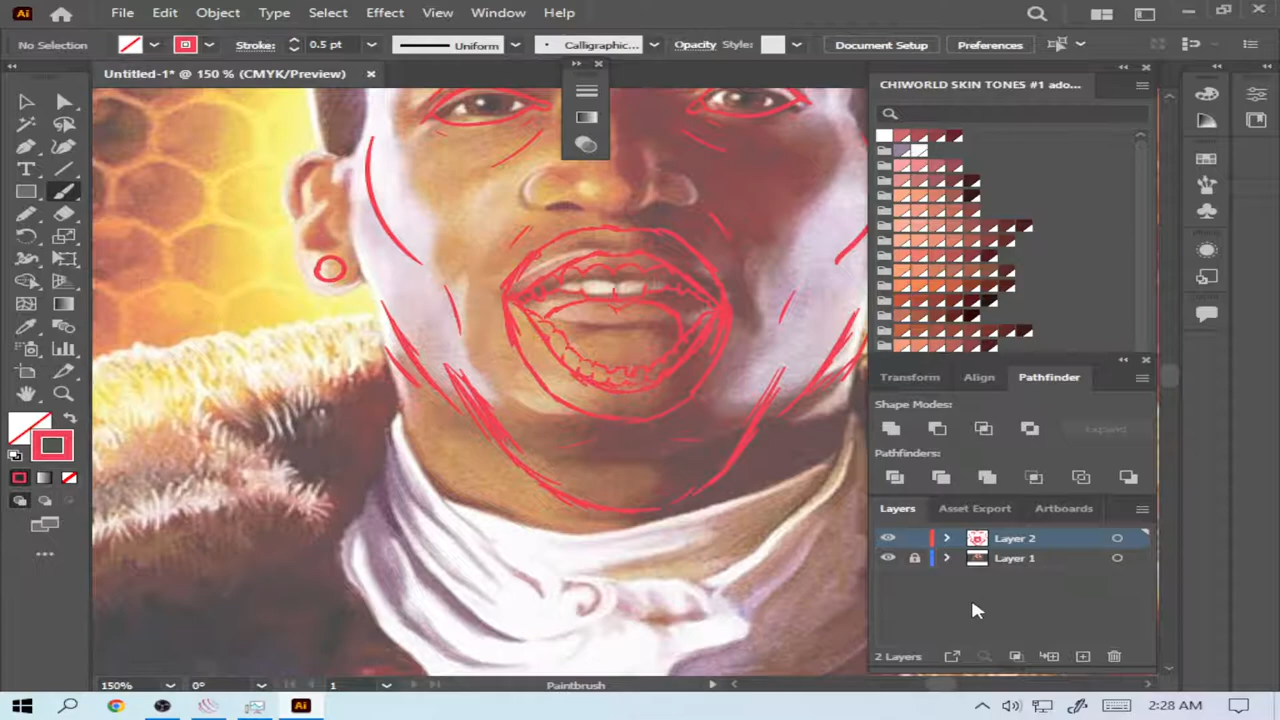 Ai File Edit Object Type Select Effect View Window Help
No Selection Stroke: 0.5 pt Uniform Calligraphic... Opacity Style: Document Setup Preferences
Untitled-1* @ 150 % (CMYK/Preview)
CHIWORLD SKIN TONES #1 ado...
Transform Align Pathfinder
Shape Modes:
Expand
Pathfinders:
Layers Asset Export Artboards
Layer 2
Layer 1
2 Layers
150% 0° 1 Paintbrush
Ai 2:28 AM